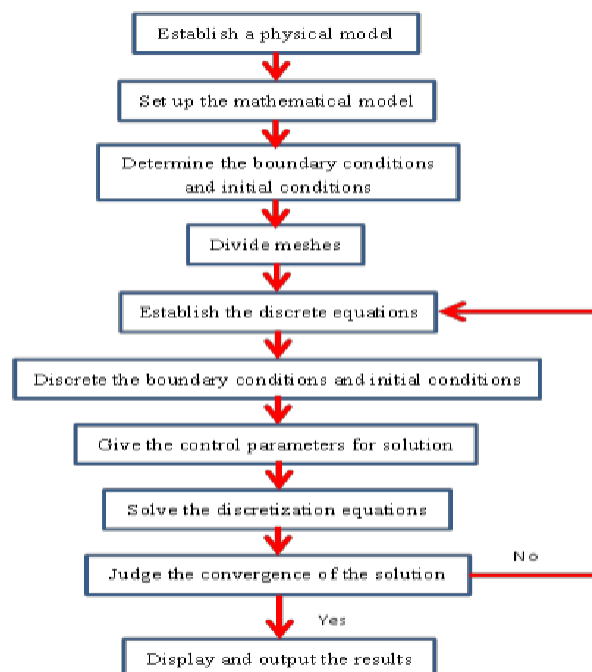 Establish a physical model
Set up the mathematical model
Determine the boundary conditions
and initial conditions
Divide meshes
Establish the discrete equations
Discrete the boundary conditions and initial conditions
Give the control parameters for solution
Solve the discretization equations
Judge the convergence of the solution
No
Yes
Display and output the results